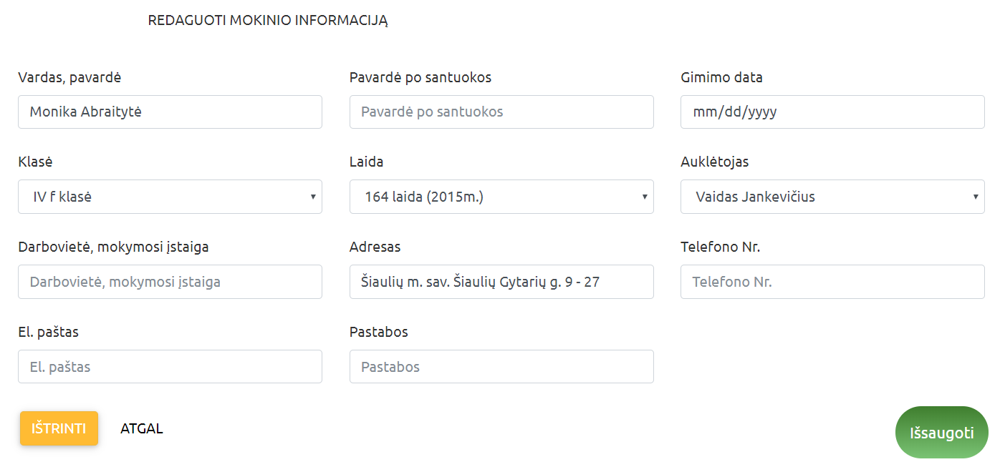 REDAGUOTI MOKINIO INFORMACIJĄ
Vardas, pavardė
Pavardė po santuokos
Gimimo data
Monika Abraitytė
Pavardė po santuokos
mm/dd/yyyy
Klasė
Laida
Auklėtojas
IV f klasė
164 laida (2015m.)
Vaidas Jankevičius
Darbovietė, mokymosi įstaiga
Adresas
Telefono Nr.
Darbovietė, mokymosi įstaiga
Šiaulių m. sav. Šiaulių Gytarių g. 9 - 27
Telefono Nr.
El. paštas
Pastabos
El. paštas
Pastabos
IŠTRINTI
ATGAL
Išsaugoti